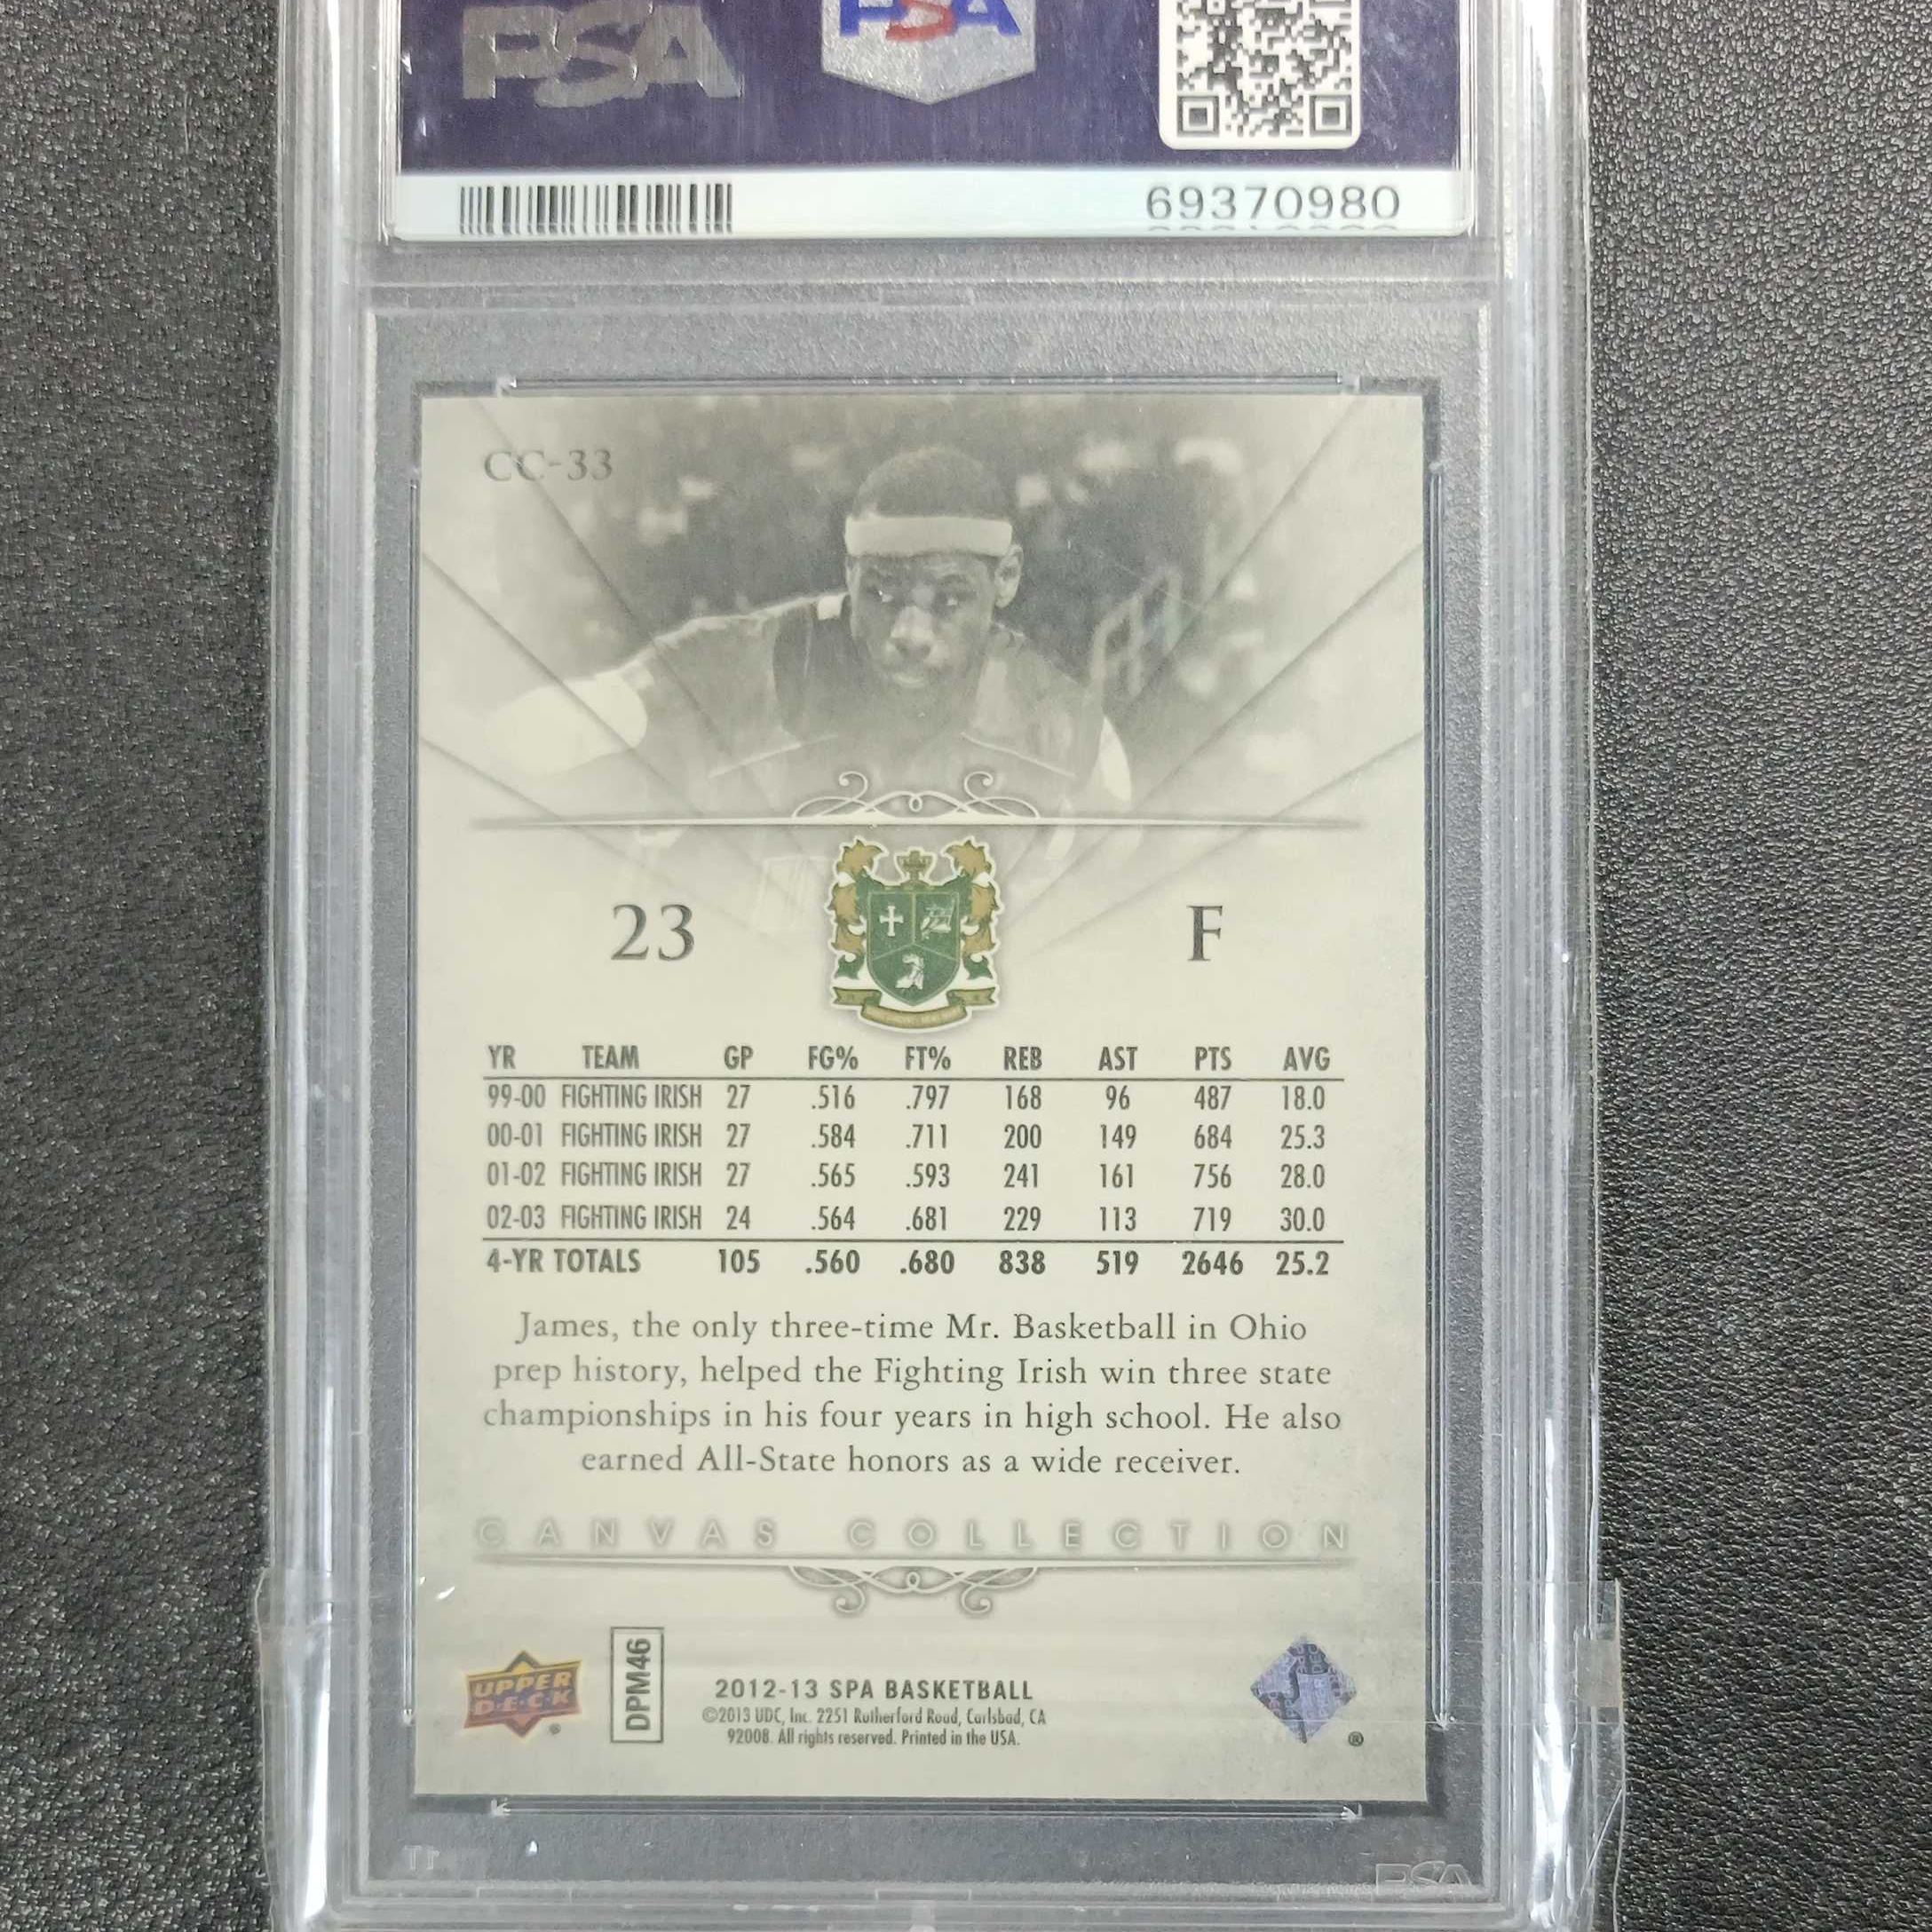 PSA
PSA
69370980
CC-33
23
F
YR TEAM GP FG% FT% REB AST PTS AVG
99-00 FIGHTING IRISH 27 .516 .797 168 96 487 18.0
00-01 FIGHTING IRISH 27 .584 .711 200 149 684 25.3
01-02 FIGHTING IRISH 27 .565 .593 241 161 756 28.0
02-03 FIGHTING IRISH 24 .564 .681 229 113 719 30.0
4-YR TOTALS 105 .560 .680 838 519 2646 25.2
James, the only three-time Mr. Basketball in Ohio
prep history, helped the Fighting Irish win three state
championships in his four years in high school. He also
earned All-State honors as a wide receiver.
CANVAS COLLECTION
UPPER
DECK
®
DPM46
2012-13 SPA BASKETBALL
©2013 UDC, Inc. 2251 Rutherford Road, Carlsbad, CA
92008. All rights reserved. Printed in the USA.
®
PSA